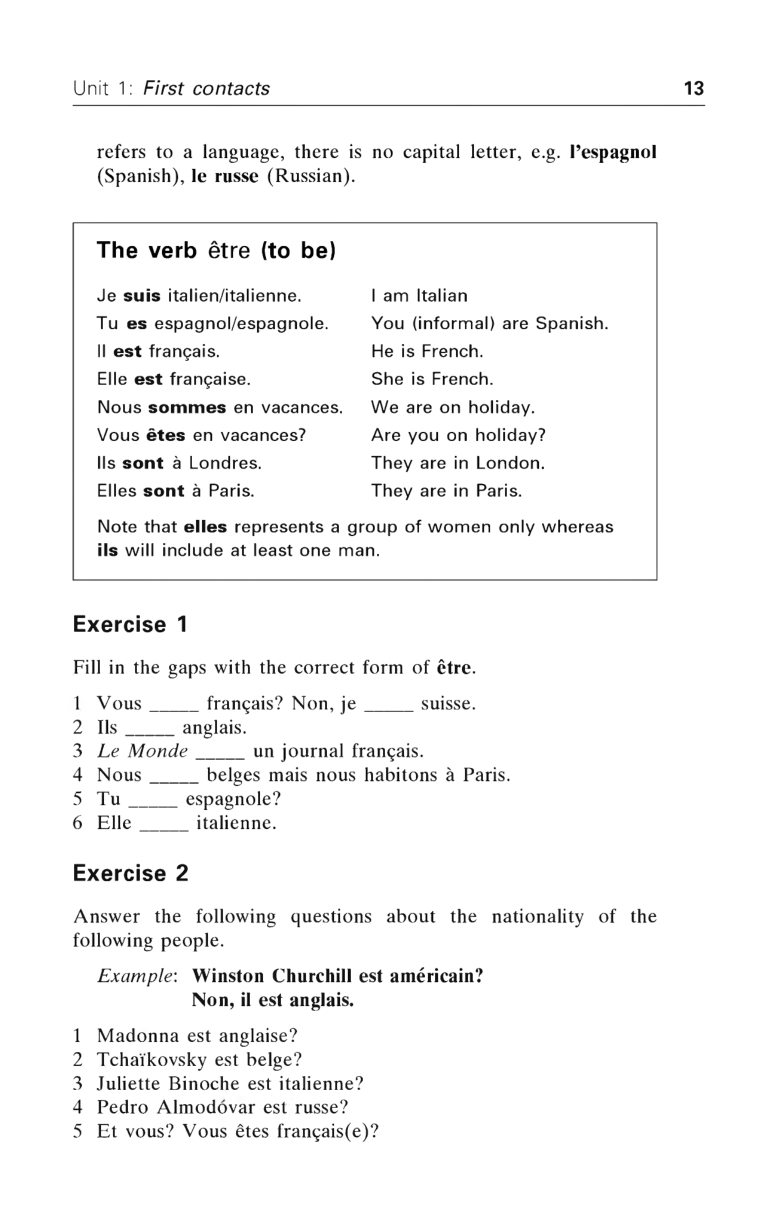 Unit 1: First contacts 13
refers to a language, there is no capital letter, e.g. l'espagnol
(Spanish), le russe (Russian).
The verb être (to be)
Je suis italien/italienne. I am Italian
Tu es espagnol/espagnole. You (informal) are Spanish.
Il est français. He is French.
Elle est française. She is French.
Nous sommes en vacances. We are on holiday.
Vous êtes en vacances? Are you on holiday?
Ils sont à Londres. They are in London.
Elles sont à Paris. They are in Paris.
Note that elles represents a group of women only whereas
ils will include at least one man.
Exercise 1
Fill in the gaps with the correct form of être.
1 Vous _____ français? Non, je _____ suisse.
2 Ils _____ anglais.
3 Le Monde _____ un journal français.
4 Nous _____ belges mais nous habitons à Paris.
5 Tu _____ espagnole?
6 Elle _____ italienne.
Exercise 2
Answer the following questions about the nationality of the
following people.
Example: Winston Churchill est américain?
Non, il est anglais.
1 Madonna est anglaise?
2 Tchaïkovsky est belge?
3 Juliette Binoche est italienne?
4 Pedro Almodóvar est russe?
5 Et vous? Vous êtes français(e)?